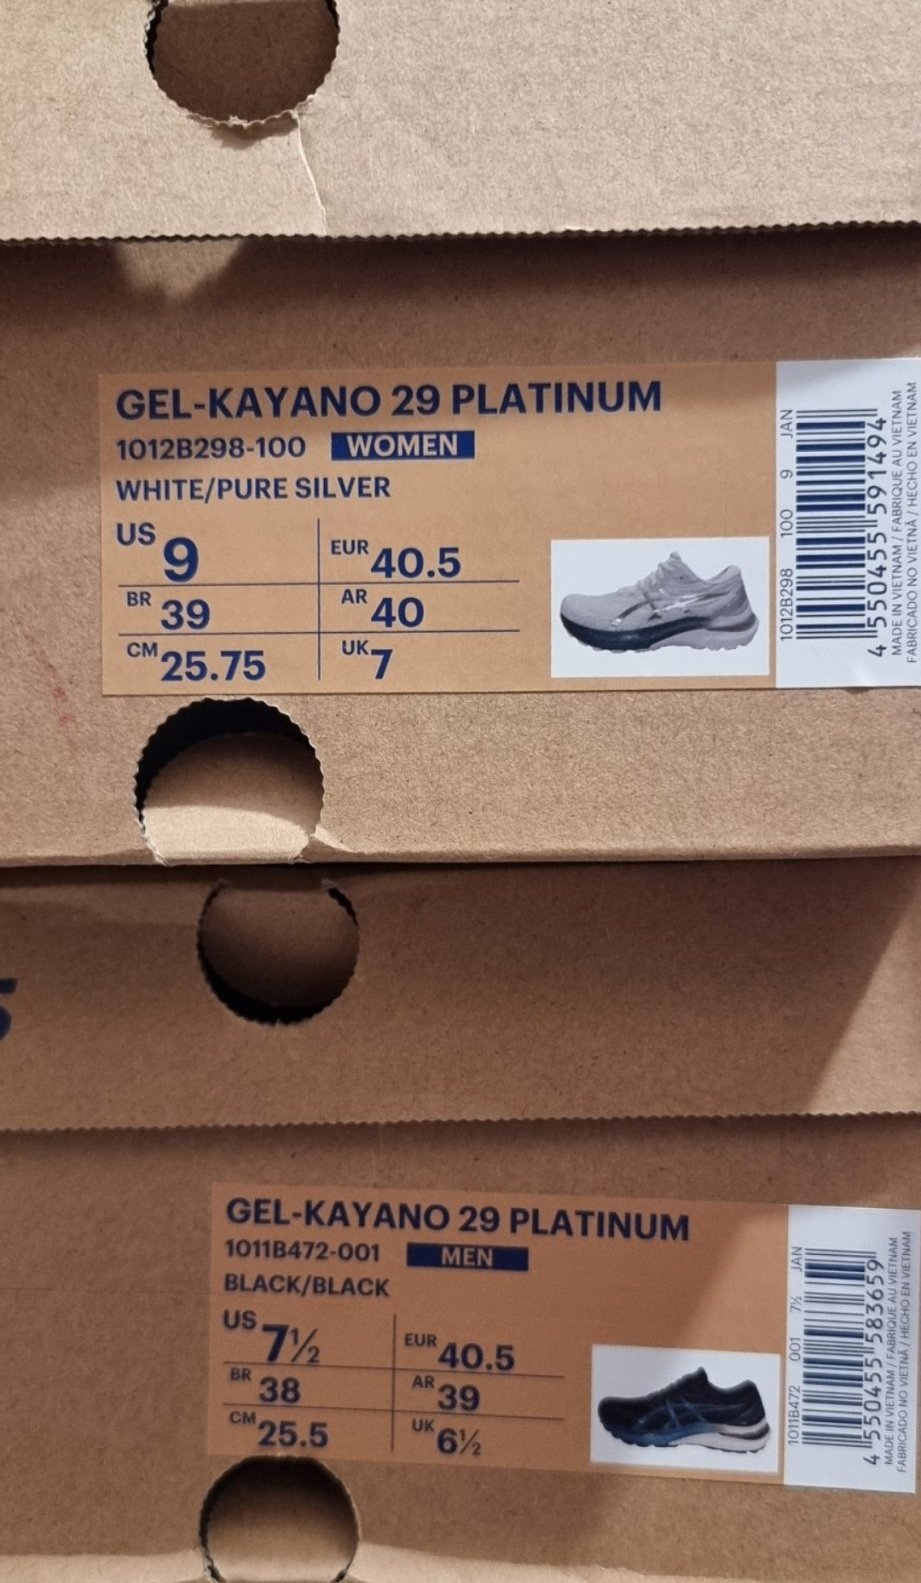 GEL-KAYANO 29 PLATINUM
1012B298-100 WOMEN
WHITE/PURE SILVER
US 9 EUR 40.5
BR 39 AR 40
CM 25.75 UK 7
1012B298 100 9 JAN
4 550455 591494
MADE IN VIETNAM / FABRIQUE AU VIETNAM
FABRICADO NO VIETNÃ / HECHO EN VIETNAM
GEL-KAYANO 29 PLATINUM
1011B472-001 MEN
BLACK/BLACK
US 7½ EUR 40.5
BR 38 AR 39
CM 25.5 UK 6½
1011B472 001 7½ JAN
4 550455 583659
MADE IN VIETNAM / FABRIQUE AU VIETNAM
FABRICADO NO VIETNÃ / HECHO EN VIETNAM